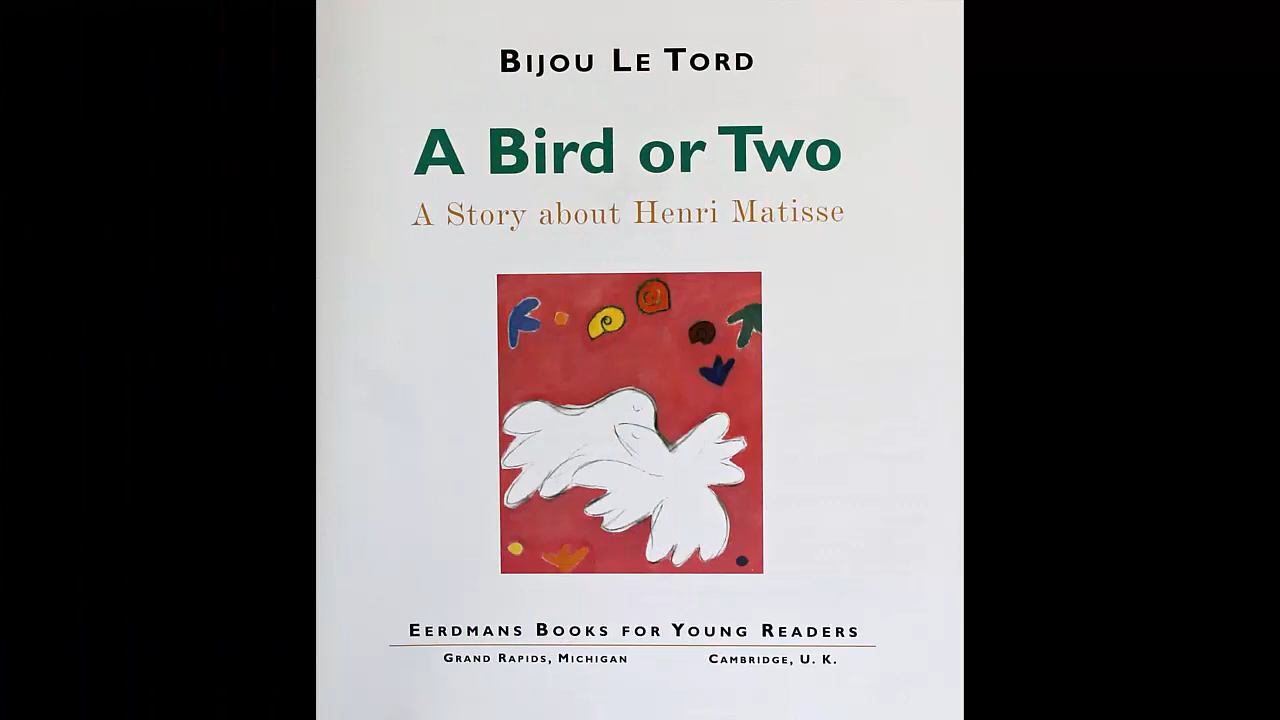 Bijou Le Tord
A Bird or Two
A Story about Henri Matisse
Eerdmans Books for Young Readers
Grand Rapids, Michigan Cambridge, U. K.